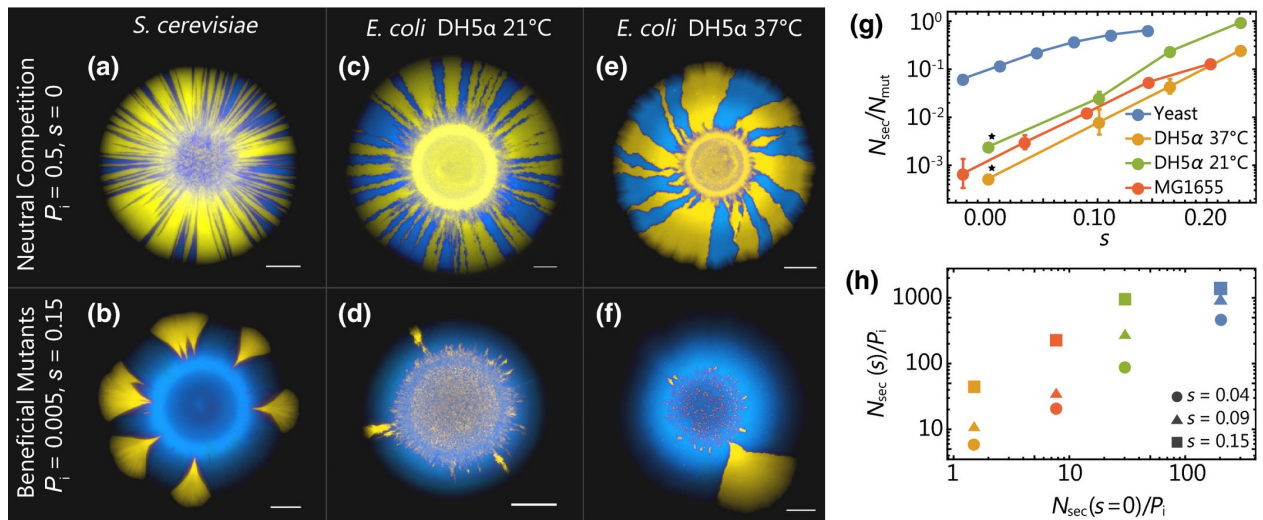 S. cerevisiae
E. coli DH5α 21°C
E. coli DH5α 37°C
Neutral Competition
Pi = 0.5, s = 0
(a)
(c)
(e)
Beneficial Mutants
Pi = 0.005, s = 0.15
(b)
(d)
(f)
(g)
Nsec/Nmut
10⁰
10⁻¹
10⁻²
10⁻³
Yeast
DH5α 37°C
DH5α 21°C
MG1655
0.00 0.10 0.20
s
(h)
Nsec(s)/Pi
1000
100
10
s = 0.04
s = 0.09
s = 0.15
1 10 100
Nsec(s=0)/Pi